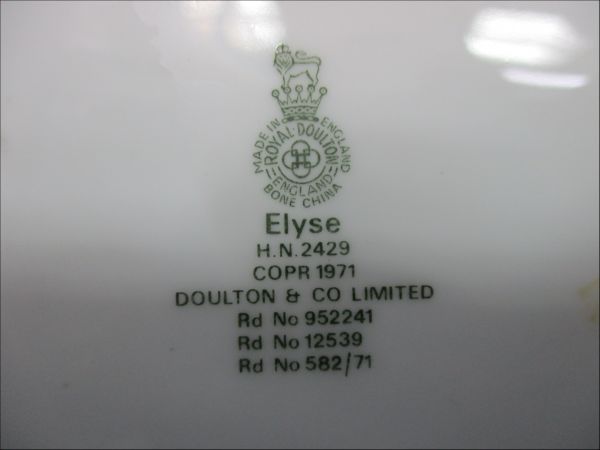 MADE IN ENGLAND
ROYAL·DOULTON
ENGLAND
BONE CHINA
Elyse
H.N.2429
COPR 1971
DOULTON & CO LIMITED
Rd No 952241
Rd No 12539
Rd No 582/71